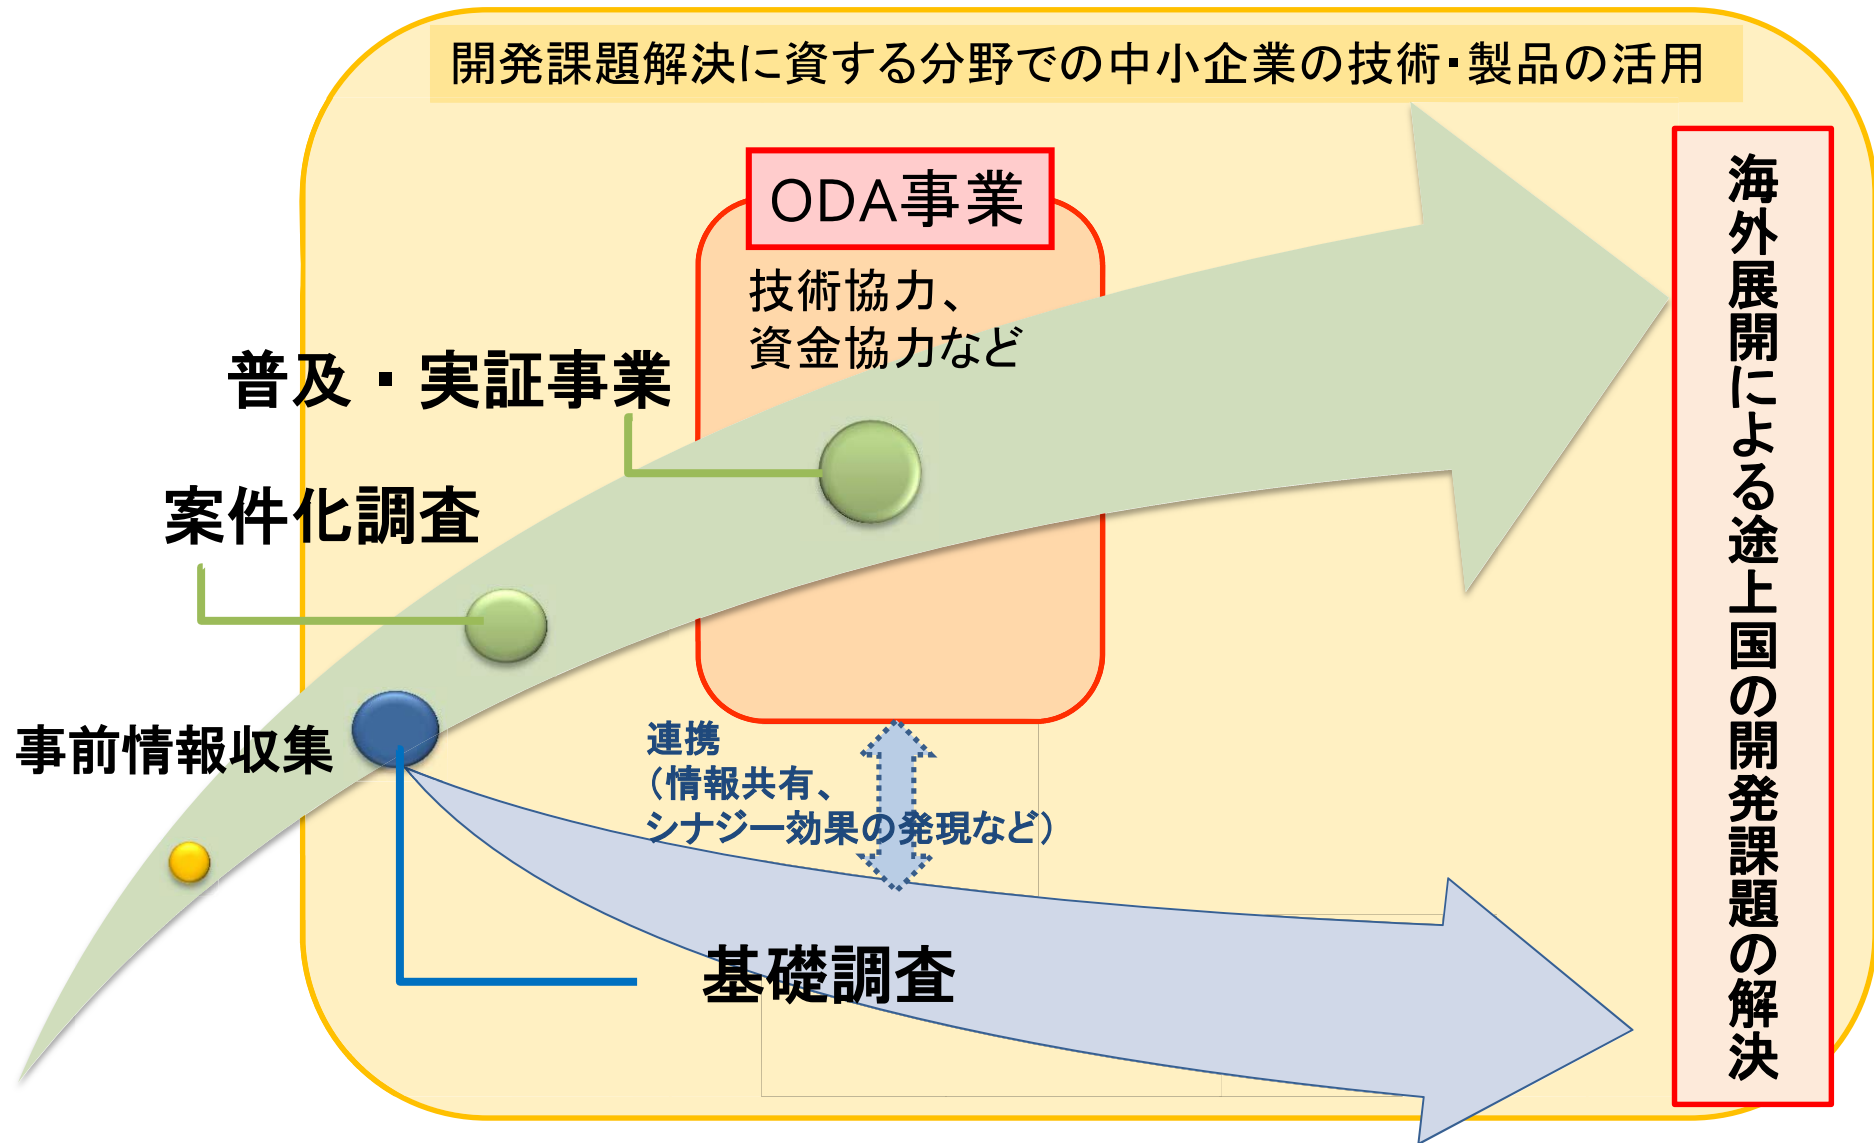 開発課題解決に資する分野での中小企業の技術・製品の活用
ODA事業
技術協力、
資金協力など
普及・実証事業
案件化調査
事前情報収集
連携
（情報共有、
シナジー効果の発現など）
基礎調査
海外展開による途上国の開発課題の解決